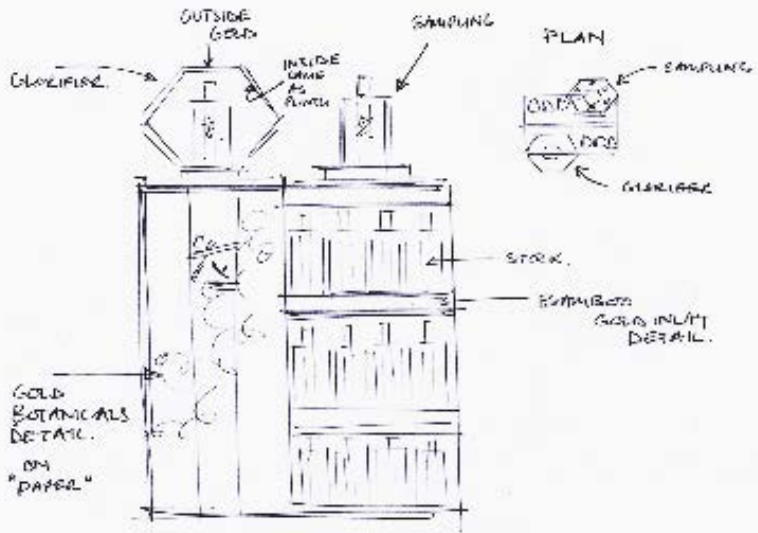 OUTSIDE
GOLD
GLORIFIER.
INSIDE
SAME
AS
SAMPLING
PLAN
SAMPLING
GLORIFIER
STOCK.
GOLD INLAY
DETAIL.
GOLD
BOTANICALS
DETAIL.
ON
"PAPER"